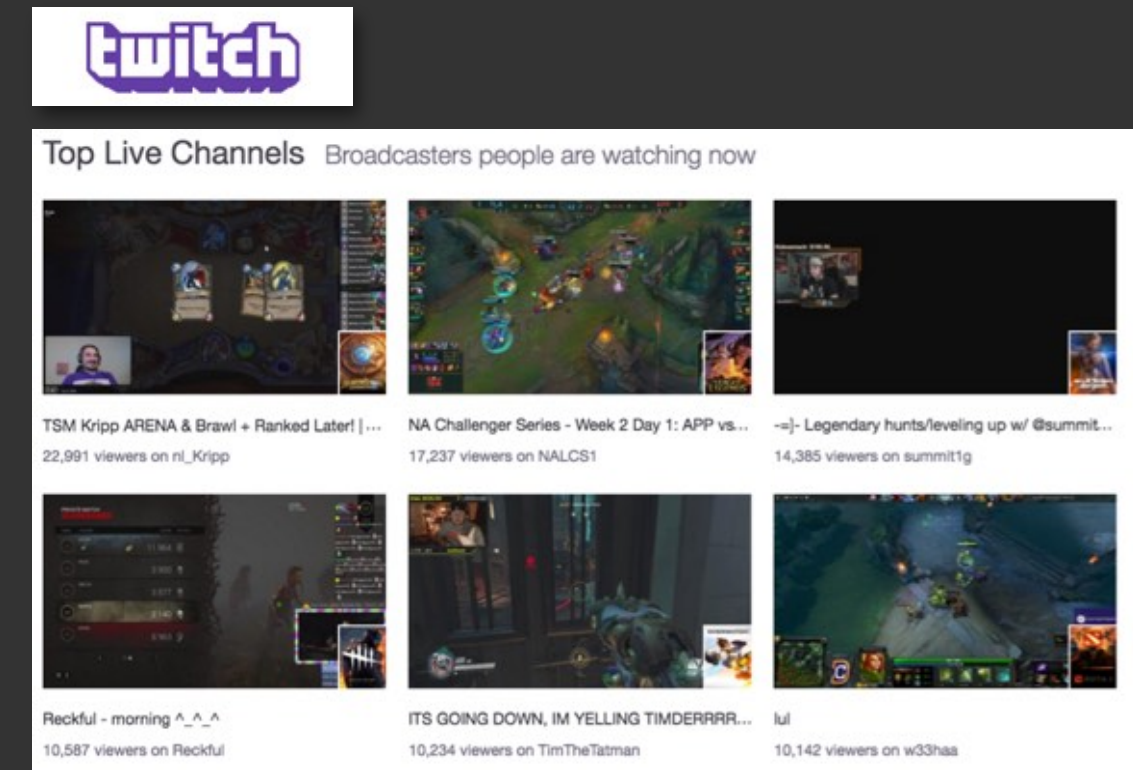 twitch
Top Live Channels Broadcasters people are watching now
TSM Kripp ARENA & Brawl + Ranked Later! |...
22,991 viewers on nl_Kripp
NA Challenger Series - Week 2 Day 1: APP vs...
17,237 viewers on NALCS1
-=]- Legendary hunts/leveling up w/ @summit...
14,385 viewers on summit1g
PRIVATE MATCH
Reckful - morning ^_^_^
10,587 viewers on Reckful
ITS GOING DOWN, IM YELLING TIMDERRRR...
10,234 viewers on TimTheTatman
lul
10,142 viewers on w33haa